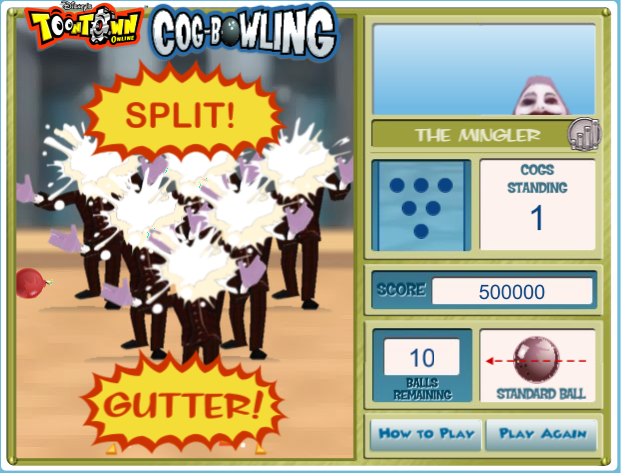 Disney's
TOONTOWN
ONLINE
COG-BOWLING
SPLIT!
THE MINGLER
COGS
STANDING
1
SCORE
500000
10
BALLS
REMAINING
STANDARD BALL
GUTTER!
HOW TO PLAY
PLAY AGAIN